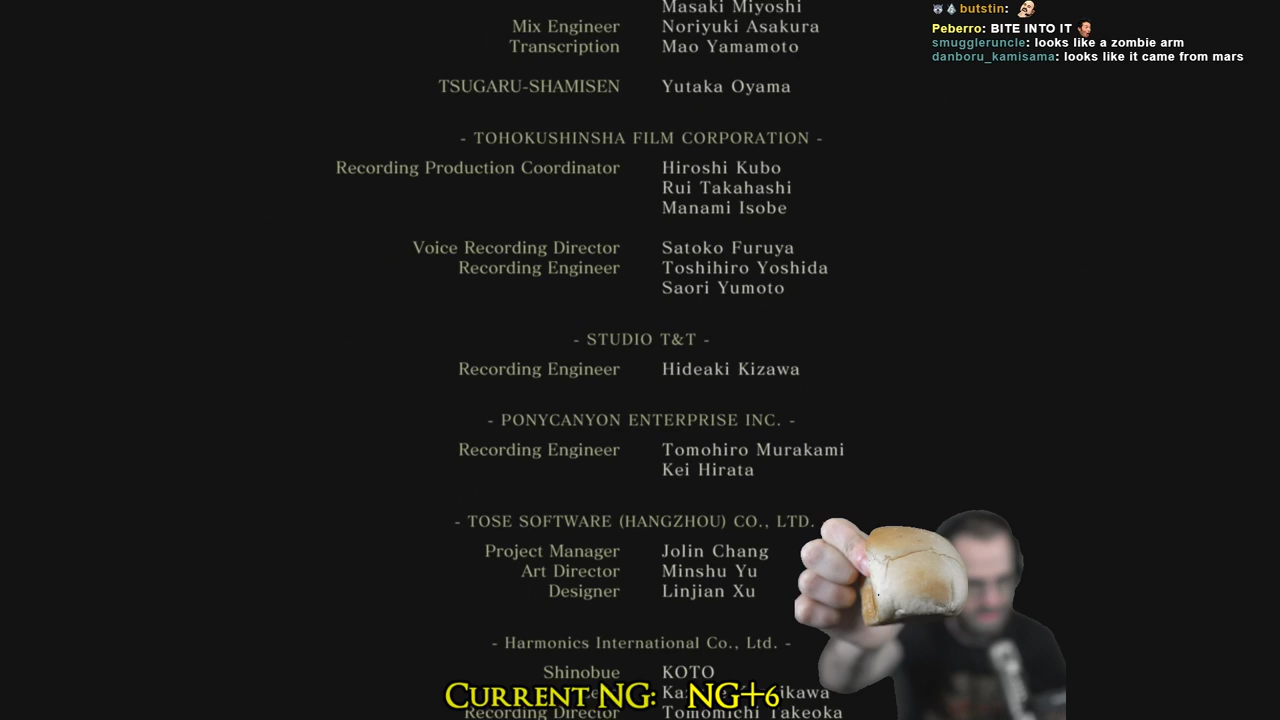 Masaki Miyoshi
Mix Engineer Noriyuki Asakura
Transcription Mao Yamamoto
TSUGARU-SHAMISEN Yutaka Oyama
- TOHOKUSHINSHA FILM CORPORATION -
Recording Production Coordinator Hiroshi Kubo
Rui Takahashi
Manami Isobe
Voice Recording Director Satoko Furuya
Recording Engineer Toshihiro Yoshida
Saori Yumoto
- STUDIO T&T -
Recording Engineer Hideaki Kizawa
- PONYCANYON ENTERPRISE INC. -
Recording Engineer Tomohiro Murakami
Kei Hirata
- TOSE SOFTWARE (HANGZHOU) CO., LTD. -
Project Manager Jolin Chang
Art Director Minshu Yu
Designer Linjian Xu
- Harmonics International Co., Ltd. -
Shinobue KOTO
Recording Director Tomomichi Takeoka
CURRENT NG: NG+6
butstin:
Peberro: BITE INTO IT
smuggleruncle: looks like a zombie arm
danboru_kamisama: looks like it came from mars